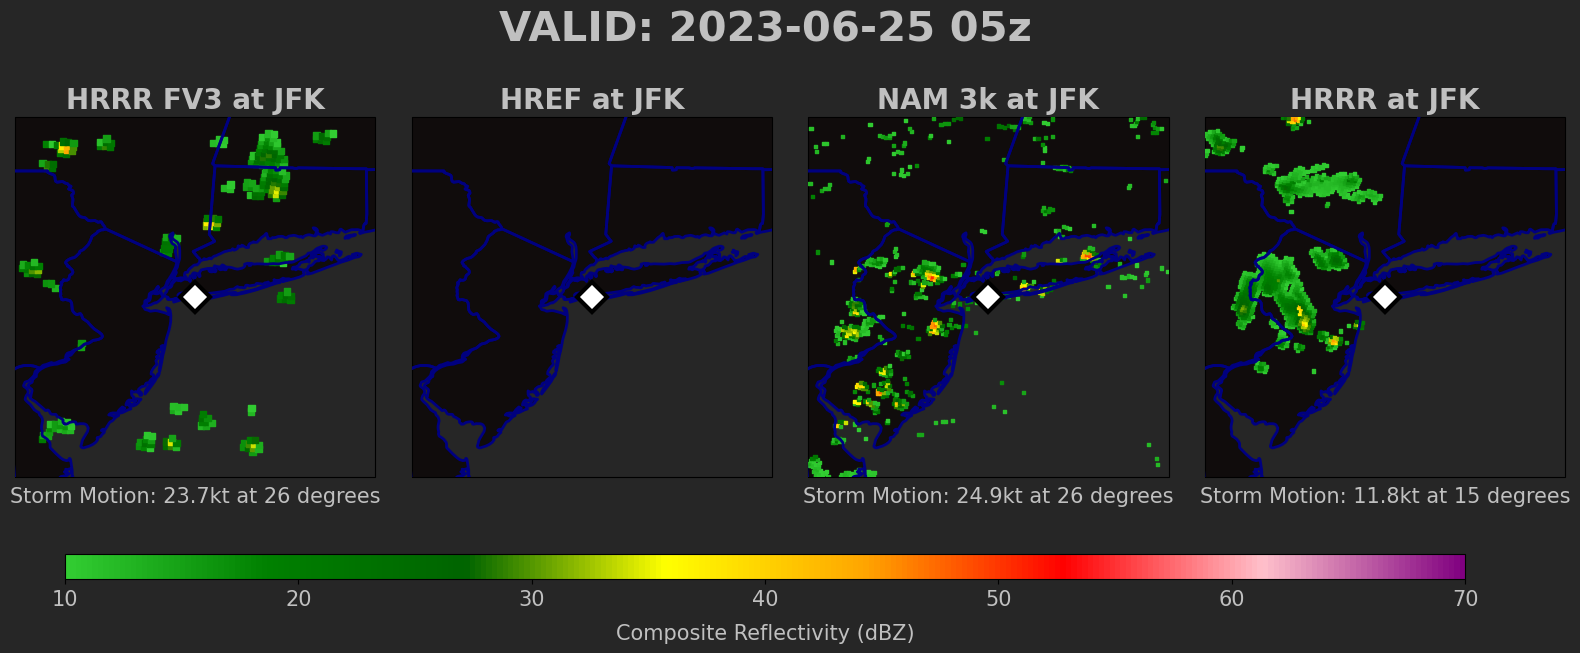 VALID: 2023-06-25 05z
HRRR FV3 at JFK
HREF at JFK
NAM 3k at JFK
HRRR at JFK
Storm Motion: 23.7kt at 26 degrees
Storm Motion: 24.9kt at 26 degrees
Storm Motion: 11.8kt at 15 degrees
10 20 30 40 50 60 70
Composite Reflectivity (dBZ)